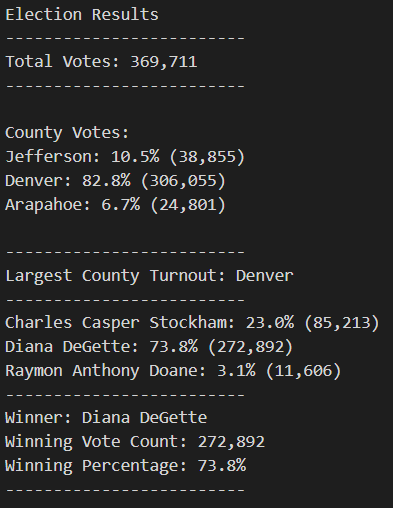 Election Results
-------------------------
Total Votes: 369,711
-------------------------
County Votes:
Jefferson: 10.5% (38,855)
Denver: 82.8% (306,055)
Arapahoe: 6.7% (24,801)
-------------------------
Largest County Turnout: Denver
-------------------------
Charles Casper Stockham: 23.0% (85,213)
Diana DeGette: 73.8% (272,892)
Raymon Anthony Doane: 3.1% (11,606)
-------------------------
Winner: Diana DeGette
Winning Vote Count: 272,892
Winning Percentage: 73.8%
-------------------------